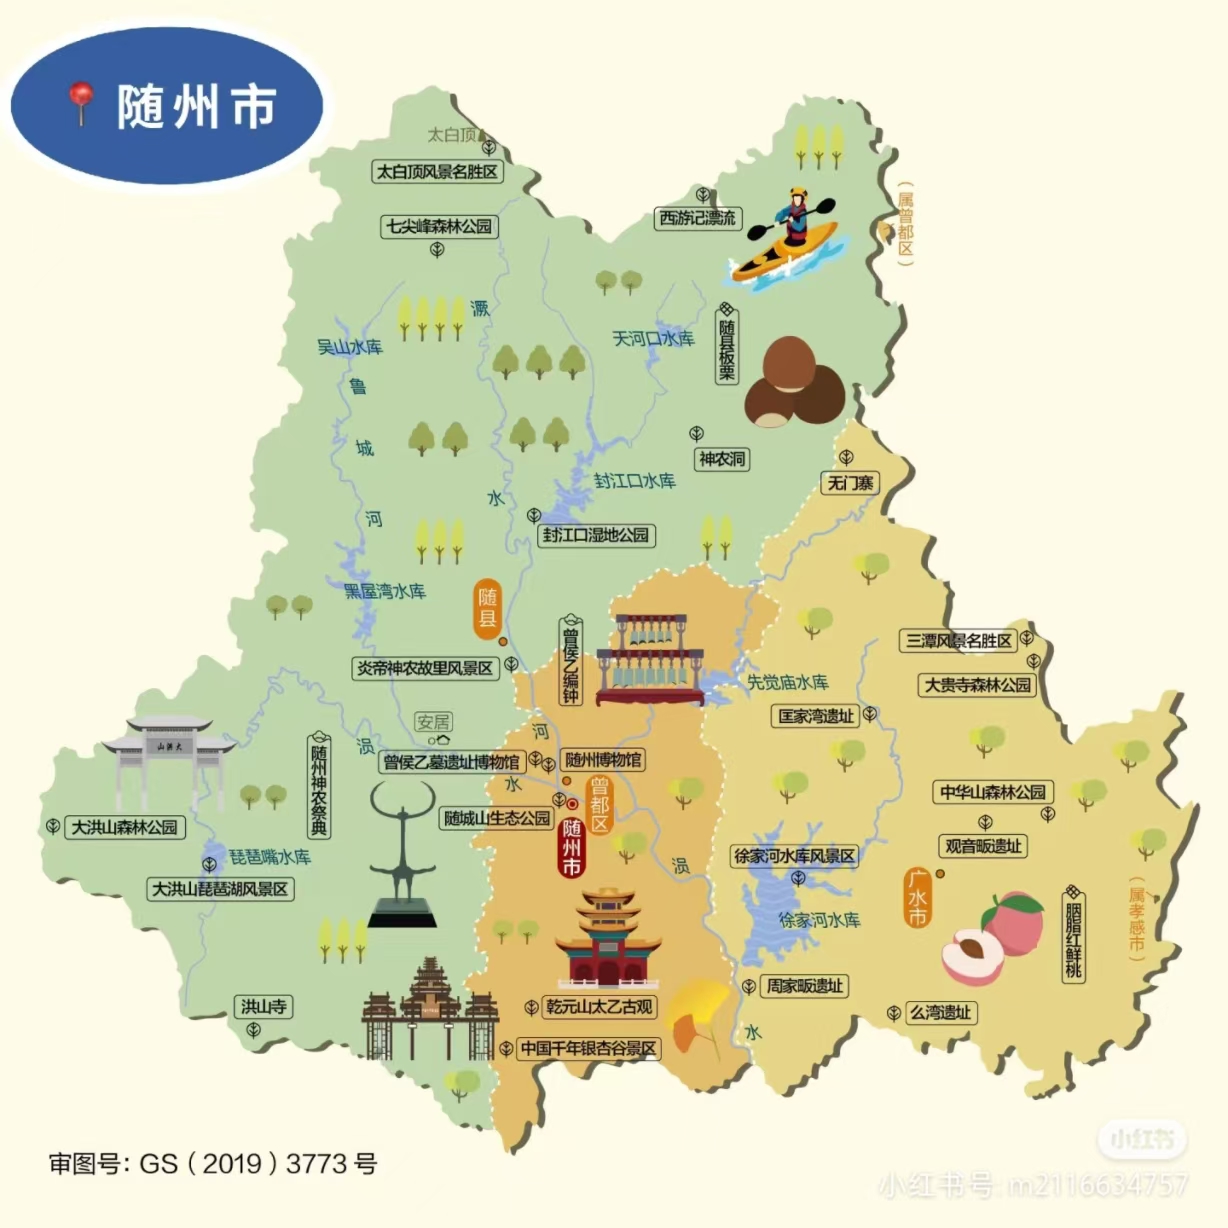 随州市
太白顶
太白顶风景名胜区
七尖峰森林公园
西游记漂流
（属曾都区）
溠
吴山水库
天河口水库
随县板栗
鲁
城
河
神农洞
无门寨
水
封江口水库
封江口湿地公园
黑屋湾水库
随县
曾侯乙编钟
炎帝神农故里风景区
三潭风景名胜区
大贵寺森林公园
先觉庙水库
匡家湾遗址
安居
涢
河
曾侯乙墓遗址博物馆
随州博物馆
随州神农祭典
大洪山
水
曾都区
随城山生态公园
随州市
中华山森林公园
观音畈遗址
大洪山森林公园
琵琶嘴水库
大洪山琵琶湖风景区
涢
徐家河水库风景区
徐家河水库
广水市
胭脂红鲜桃
（属孝感市）
洪山寺
乾元山太乙古观
周家畈遗址
么湾遗址
水
中国千年银杏谷景区
审图号：GS（2019）3773号
小红书
小红书号：m2116634757